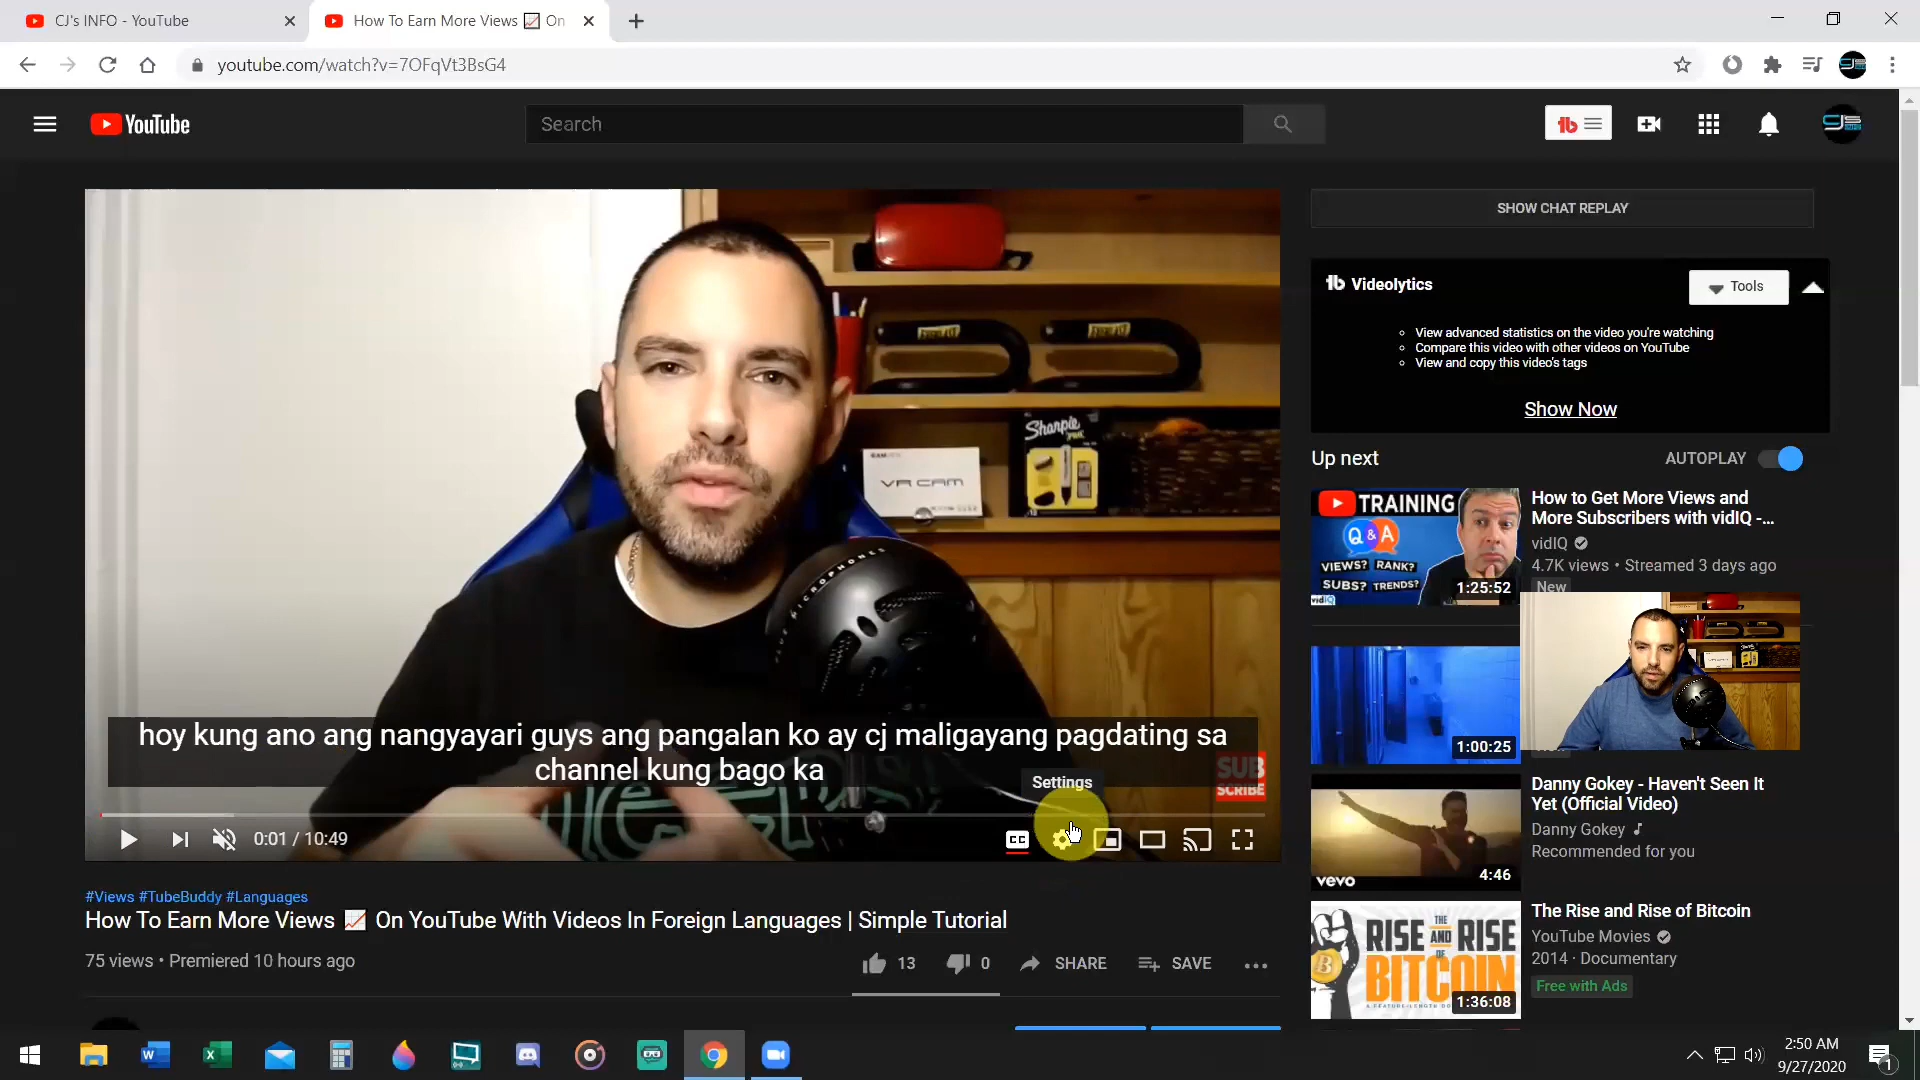 CJ's INFO - YouTube
How To Earn More Views 📈 On
youtube.com/watch?v=7OFqVt3BsG4
YouTube
Search
SHOW CHAT REPLAY
Videolytics
Tools
View advanced statistics on the video you're watching
Compare this video with other videos on YouTube
View and copy this video's tags
Show Now
Up next
AUTOPLAY
Sharpie
VR CAM
TRAINING
Q&A
VIEWS? RANK?
SUBS? TRENDS?
vidIQ
1:25:52
How to Get More Views and
More Subscribers with vidIQ -...
vidIQ
4.7K views • Streamed 3 days ago
New
1:00:25
MICROPHONES
hoy kung ano ang nangyayari guys ang pangalan ko ay cj maligayang pagdating sa
channel kung bago ka
SUB
SCRIBE
Settings
0:01 / 10:49
CC
vevo
4:46
Danny Gokey - Haven't Seen It
Yet (Official Video)
Danny Gokey
Recommended for you
#Views #TubeBuddy #Languages
How To Earn More Views 📈 On YouTube With Videos In Foreign Languages | Simple Tutorial
75 views • Premiered 10 hours ago
13
0
SHARE
SAVE
THE
RISE AND RISE
OF
BITCOIN
1:36:08
The Rise and Rise of Bitcoin
YouTube Movies
2014 · Documentary
Free with Ads
2:50 AM
9/27/2020
1